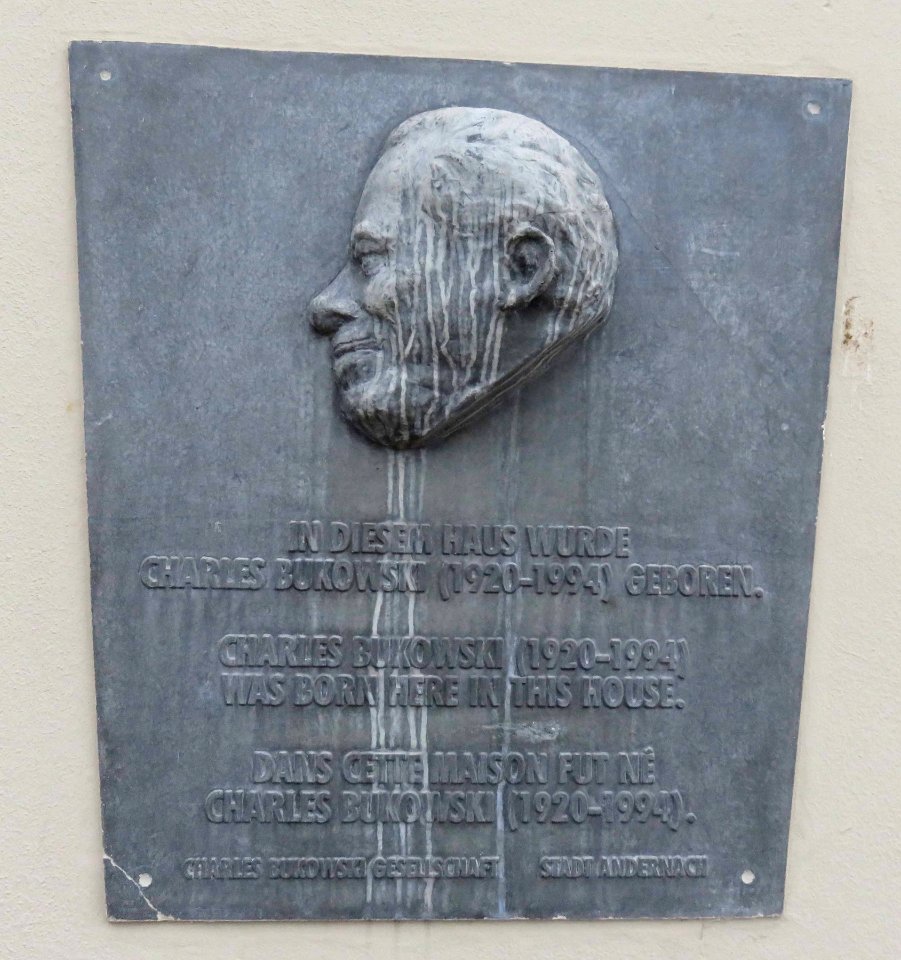 IN DIESEM HAUS WURDE
CHARLES BUKOWSKI (1920-1994) GEBOREN.
CHARLES BUKOWSKI (1920-1994)
WAS BORN HERE IN THIS HOUSE.
DANS CETTE MAISON FUT NÉ
CHARLES BUKOWSKI (1920-1994).
CHARLES BUKOWSKI GESELLSCHAFT STADT ANDERNACH